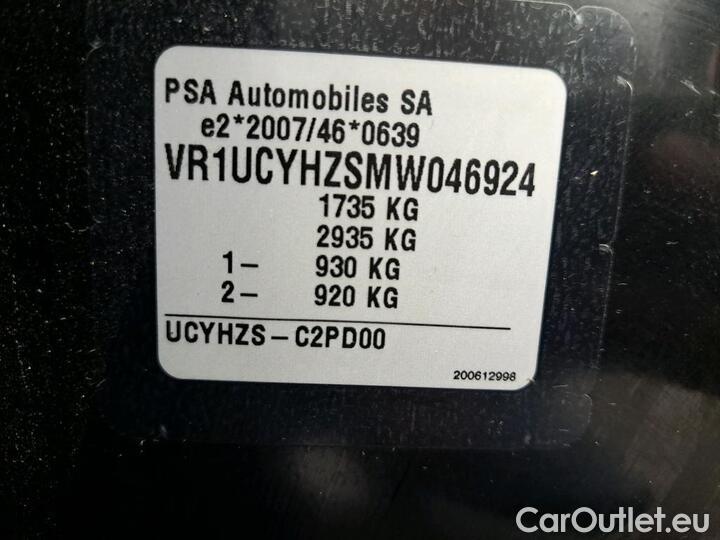 PSA Automobiles SA
e2*2007/46*0639
VR1UCYHZSMW046924
1735 KG
2935 KG
1– 930 KG
2– 920 KG
UCYHZS – C2PD00
200612998
CarOutlet.eu